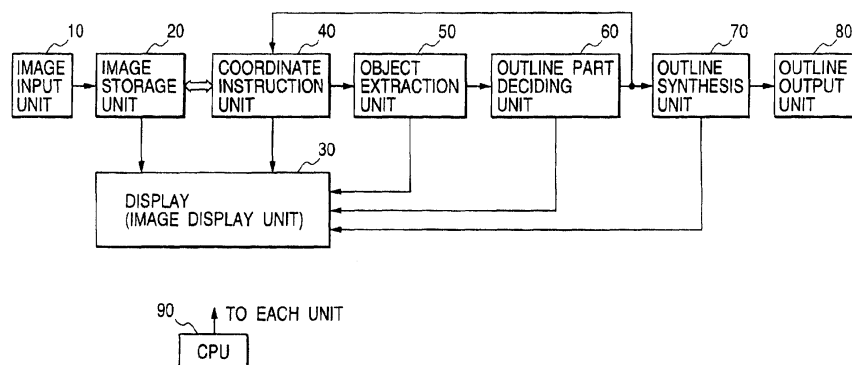 10
20
40
50
60
70
80
IMAGE
INPUT
UNIT
IMAGE
STORAGE
UNIT
COORDINATE
INSTRUCTION
UNIT
OBJECT
EXTRACTION
UNIT
OUTLINE PART
DECIDING
UNIT
OUTLINE
SYNTHESIS
UNIT
OUTLINE
OUTPUT
UNIT
30
DISPLAY
(IMAGE DISPLAY UNIT)
90
TO EACH UNIT
CPU